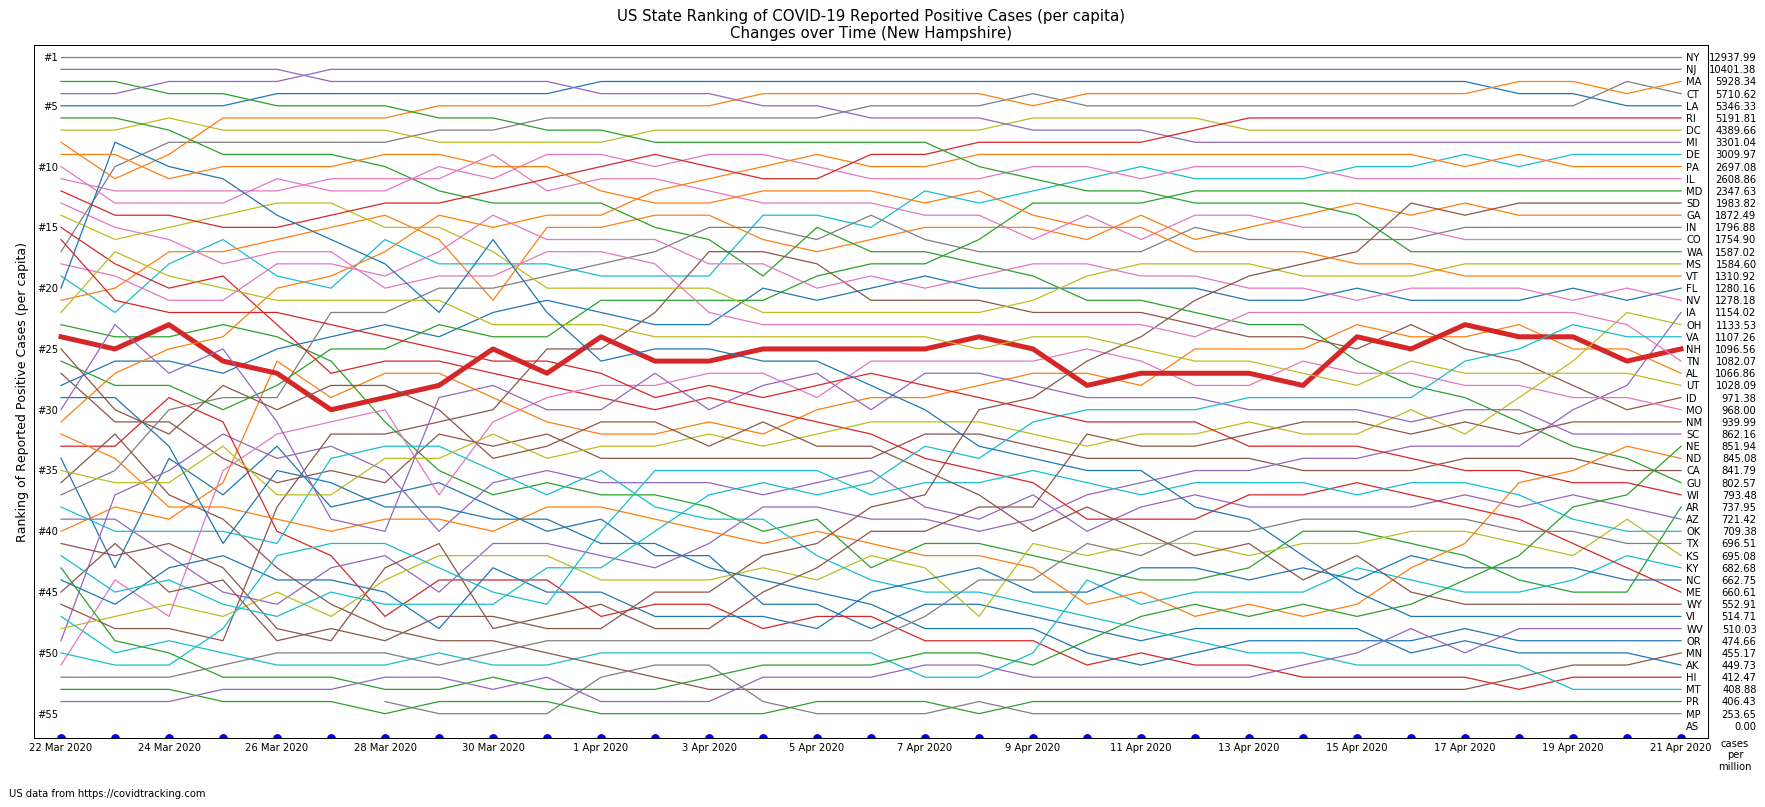 US State Ranking of COVID-19 Reported Positive Cases (per capita)
Changes over Time (New Hampshire)
Ranking of Reported Positive Cases (per capita)
#1
#5
#10
#15
#20
#25
#30
#35
#40
#45
#50
#55
NY 12937.99
NJ 10401.38
MA 5928.34
CT 5710.62
LA 5346.33
RI 5191.81
DC 4389.66
MI 3301.04
DE 3009.97
PA 2697.08
IL 2608.86
MD 2347.63
SD 1983.82
GA 1872.49
IN 1796.88
CO 1754.90
WA 1587.02
MS 1584.60
VT 1310.92
FL 1280.16
NV 1278.18
IA 1154.02
OH 1133.53
VA 1107.26
NH 1096.56
TN 1082.07
AL 1066.86
UT 1028.09
ID 971.38
MO 968.00
NM 939.99
SC 862.16
NE 851.94
ND 845.08
CA 841.79
GU 802.57
WI 793.48
AR 737.95
AZ 721.42
OK 709.38
TX 696.51
KS 695.08
KY 682.68
NC 662.75
ME 660.61
WY 552.91
VI 514.71
WV 510.03
OR 474.66
MN 455.17
AK 449.73
HI 412.47
MT 408.88
PR 406.43
MP 253.65
AS 0.00
22 Mar 2020 24 Mar 2020 26 Mar 2020 28 Mar 2020 30 Mar 2020 1 Apr 2020 3 Apr 2020 5 Apr 2020 7 Apr 2020 9 Apr 2020 11 Apr 2020 13 Apr 2020 15 Apr 2020 17 Apr 2020 19 Apr 2020 21 Apr 2020
cases
per
million
US data from https://covidtracking.com